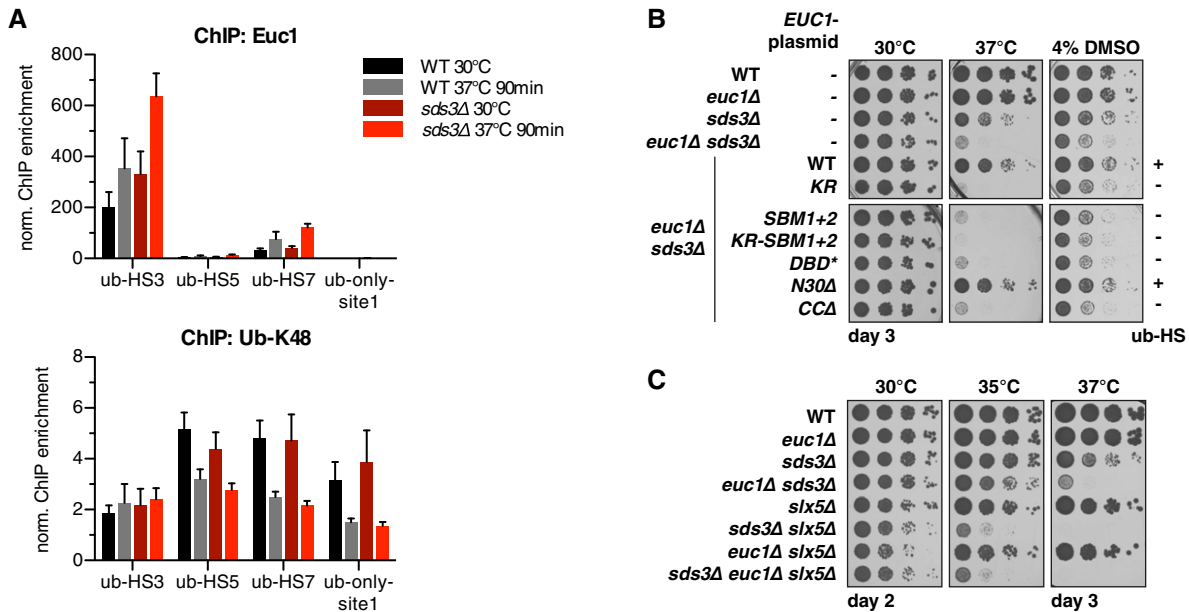 A
ChIP: Euc1
norm. ChIP enrichment
800
600
400
200
0
ub-HS3
ub-HS5
ub-HS7
ub-only-
site1
WT 30°C
WT 37°C 90min
sds3Δ 30°C
sds3Δ 37°C 90min
ChIP: Ub-K48
norm. ChIP enrichment
8
6
4
2
0
ub-HS3
ub-HS5
ub-HS7
ub-only-
site1
B
EUC1-
plasmid
30°C 37°C 4% DMSO
WT -
euc1Δ -
sds3Δ -
euc1Δ sds3Δ -
WT +
KR -
euc1Δ
sds3Δ
SBM1+2 -
KR-SBM1+2 -
DBD* -
N30Δ +
CCΔ -
day 3 ub-HS
C
30°C 35°C 37°C
WT
euc1Δ
sds3Δ
euc1Δ sds3Δ
slx5Δ
sds3Δ slx5Δ
euc1Δ slx5Δ
sds3Δ euc1Δ slx5Δ
day 2 day 3